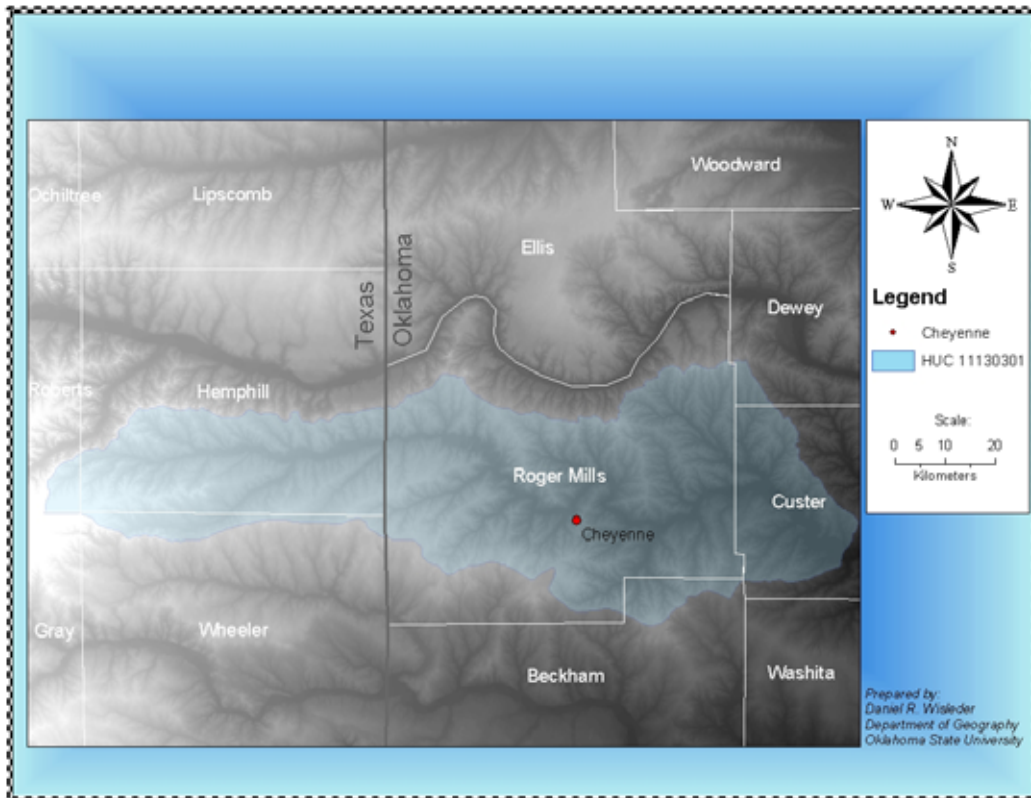 Woodward
Ochiltree
Lipscomb
Ellis
Texas
Oklahoma
Dewey
Roberts
Hemphill
Roger Mills
Custer
Cheyenne
Gray
Wheeler
Beckham
Washita
N
W
E
S
Legend
Cheyenne
HUC 11130301
Scale:
0 5 10 20
Kilometers
Prepared by:
Daniel R. Wisleder
Department of Geography
Oklahoma State University